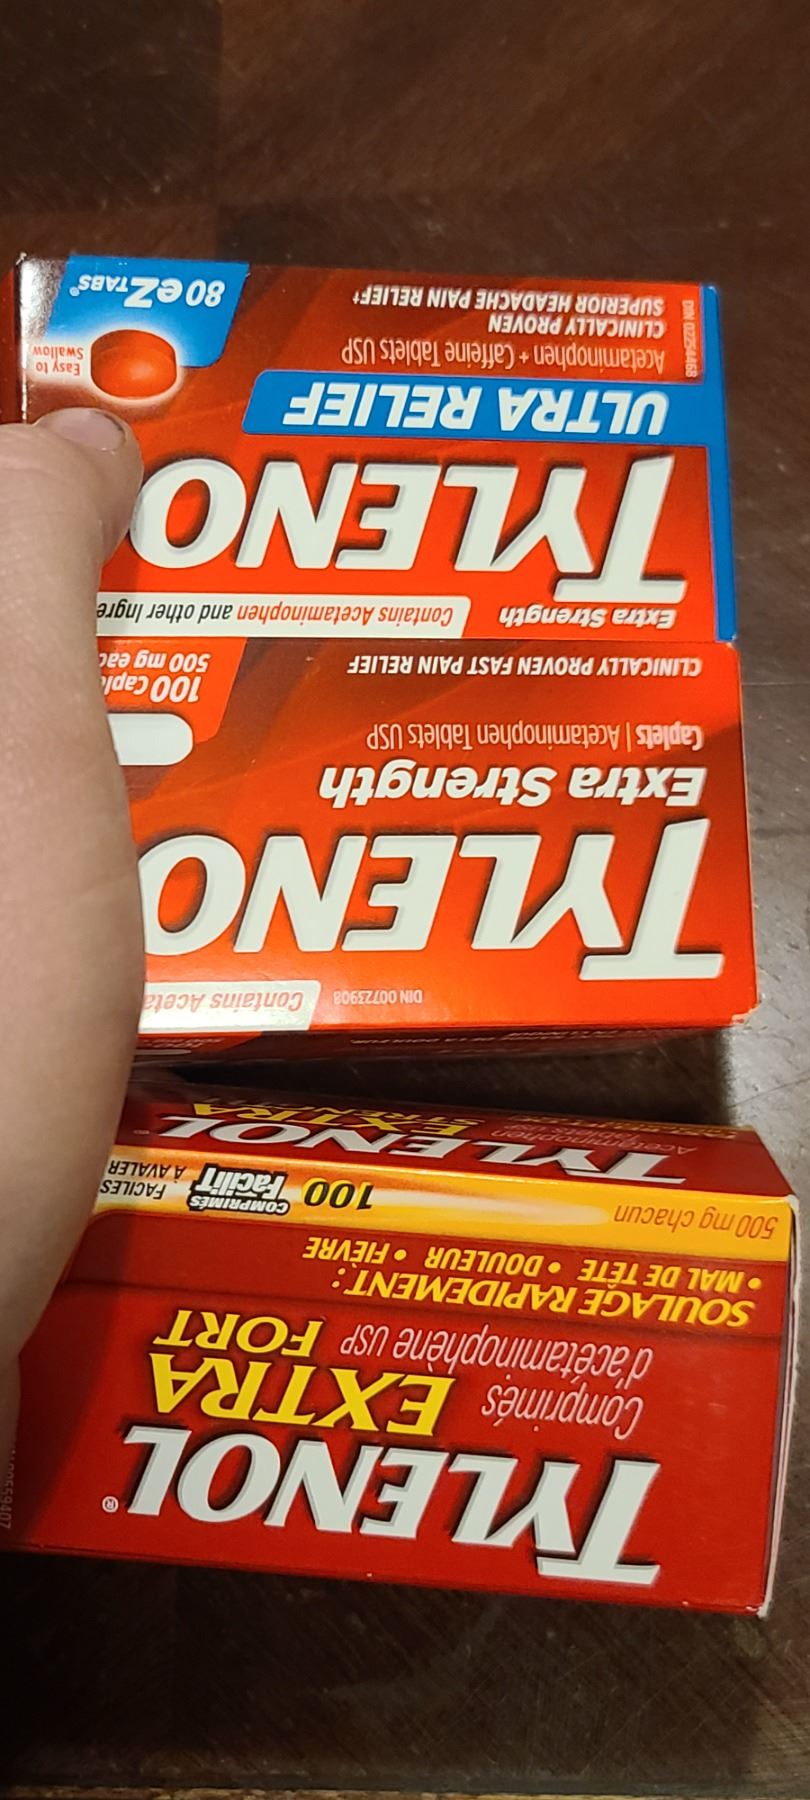 TYLENOL®
Comprimés
d'acétaminophène USP
EXTRA
FORT
SOULAGE RAPIDEMENT :
• MAL DE TÊTE • DOULEUR • FIÈVRE
500 mg chacun
100 COMPRIMÉS
FaciliT
FACILES
À AVALER
TYLENOL®
EXTRA
STRENGTH
DIN 00723908
Contains Aceta
TYLENO
Extra Strength
Caplets | Acetaminophen Tablets USP
CLINICALLY PROVEN FAST PAIN RELIEF
100 Caple
500 mg eac
Extra Strength
Contains Acetaminophen and other Ingre
TYLENO
ULTRA RELIEF
Acetaminophen + Caffeine Tablets USP
CLINICALLY PROVEN
SUPERIOR HEADACHE PAIN RELIEF†
DIN 02254468
Easy to
Swallow
80 eZ TABS®